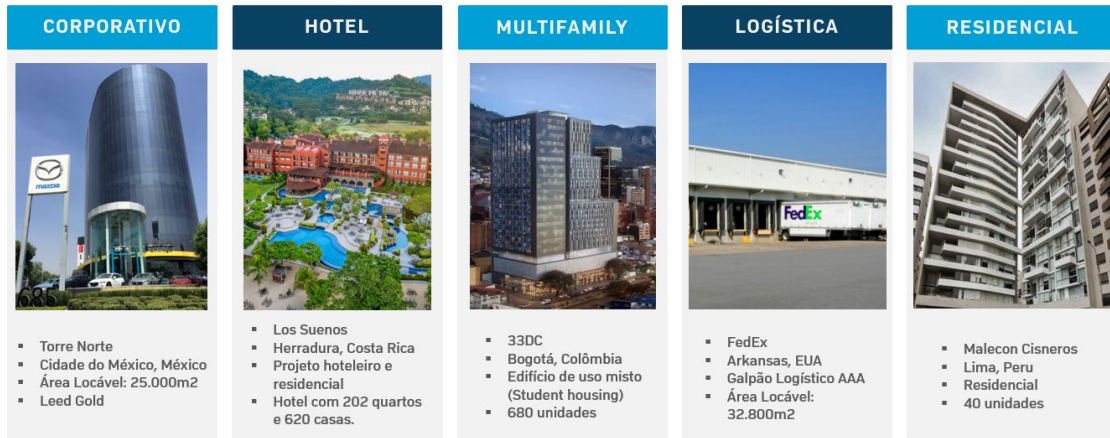 CORPORATIVO
HOTEL
MULTIFAMILY
LOGÍSTICA
RESIDENCIAL
mazda
685
FedEx
▪ Torre Norte
▪ Cidade do México, México
▪ Área Locável: 25.000m2
▪ Leed Gold
▪ Los Suenos
▪ Herradura, Costa Rica
▪ Projeto hoteleiro e
residencial
▪ Hotel com 202 quartos
e 620 casas.
▪ 33DC
▪ Bogotá, Colômbia
▪ Edifício de uso misto
(Student housing)
▪ 680 unidades
▪ FedEx
▪ Arkansas, EUA
▪ Galpão Logístico AAA
▪ Área Locável:
32.800m2
▪ Malecon Cisneros
▪ Lima, Peru
▪ Residencial
▪ 40 unidades